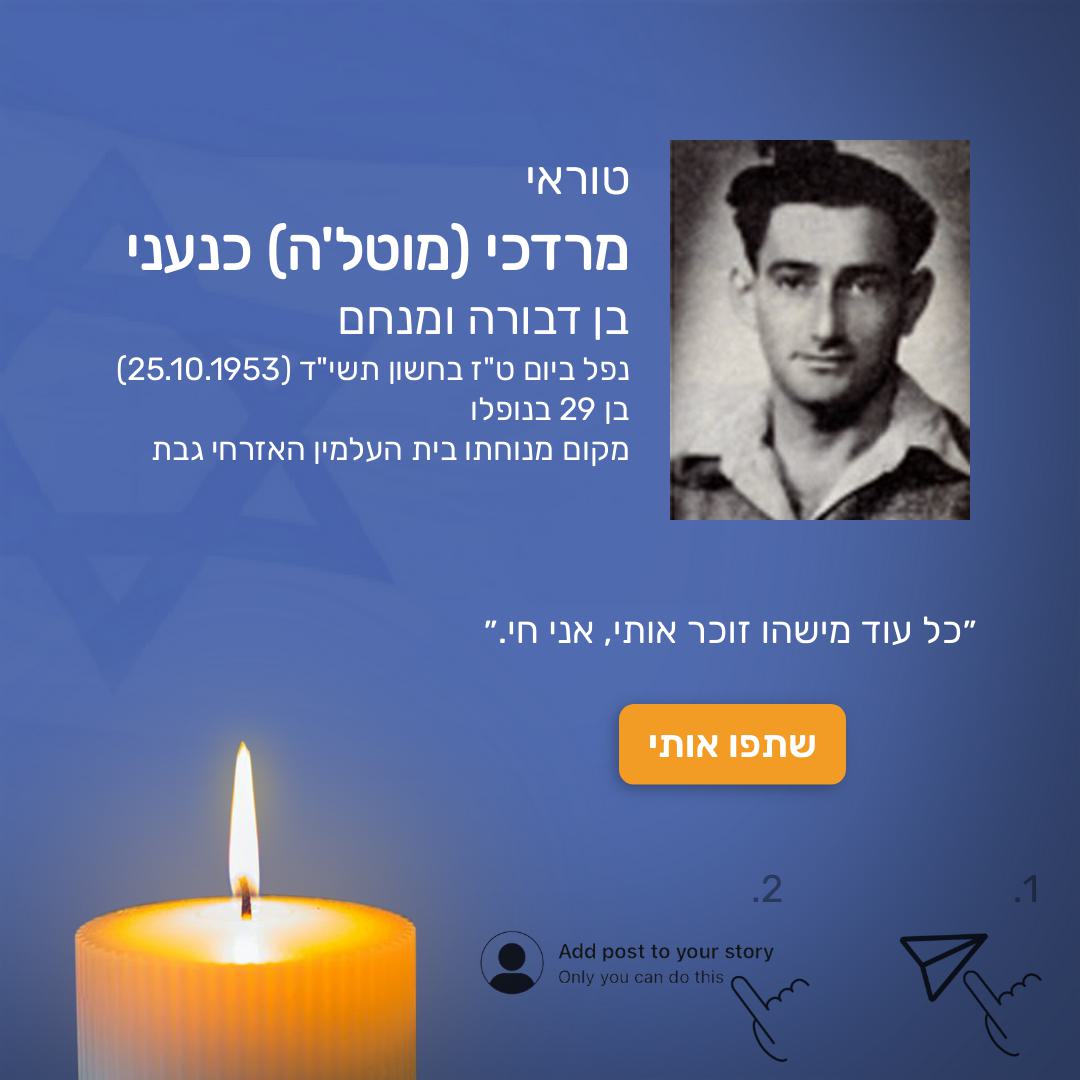 טוראי
מרדכי (מוטל'ה) כנעני
בן דבורה ומנחם
נפל ביום ט"ז בחשון תשי"ד (25.10.1953)
בן 29 בנופלו
מקום מנוחתו בית העלמין האזרחי גבת
״כל עוד מישהו זוכר אותי, אני חי.״
שתפו אותי
.1
.2
Add post to your story
Only you can do this